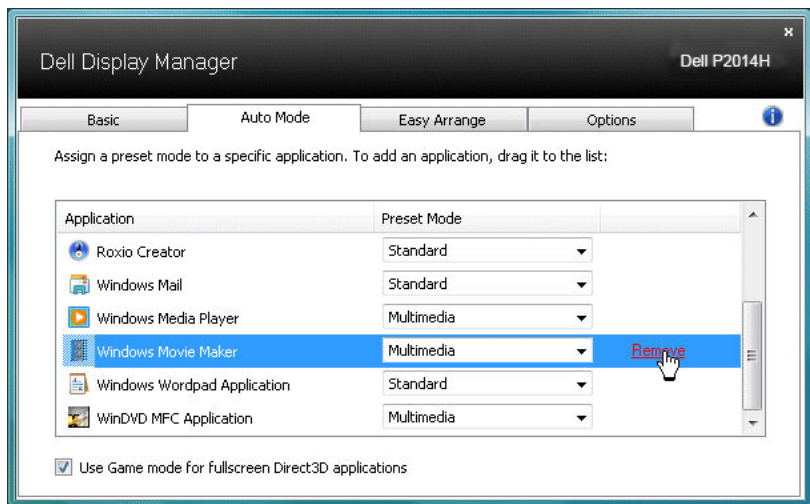 x
Dell Display Manager
Dell P2014H
Basic Auto Mode Easy Arrange Options i
Assign a preset mode to a specific application. To add an application, drag it to the list:
Application Preset Mode
Roxio Creator Standard
Windows Mail Standard
Windows Media Player Multimedia
Windows Movie Maker Multimedia Remove
Windows Wordpad Application Standard
WinDVD MFC Application Multimedia
Use Game mode for fullscreen Direct3D applications